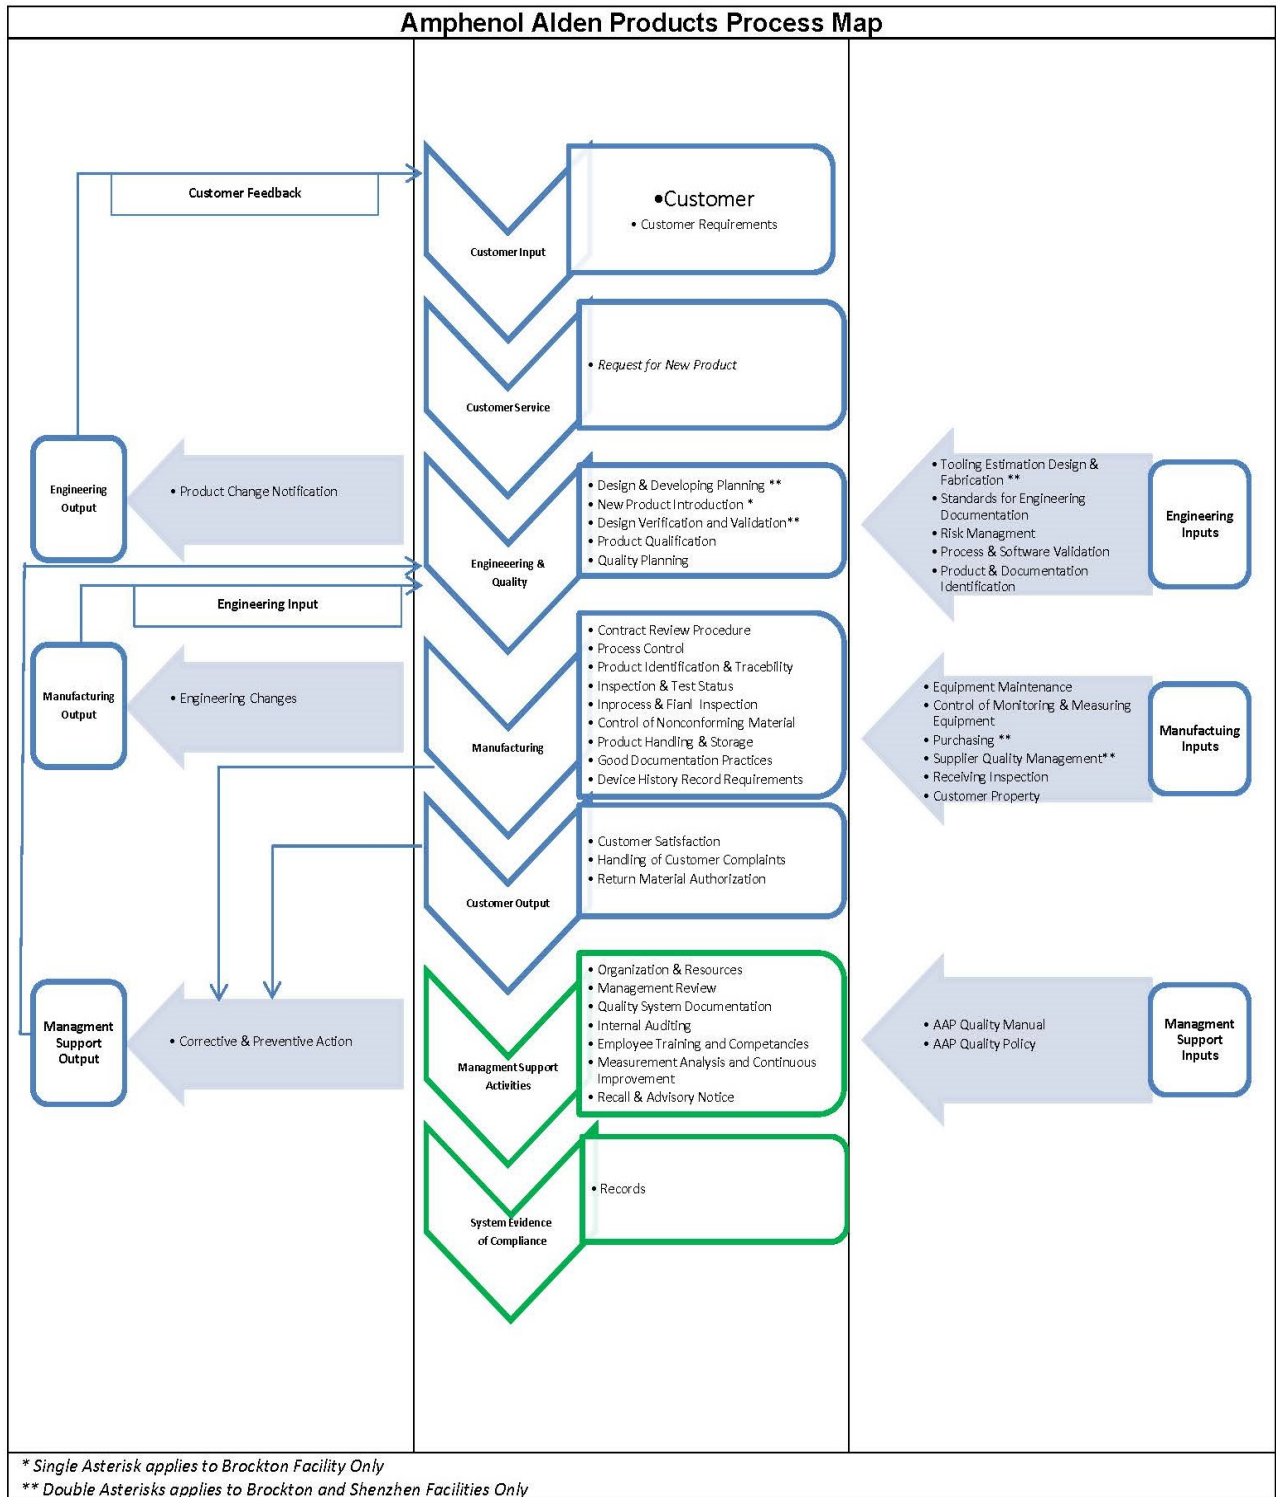 Amphenol Alden Products Process Map
Customer Feedback
Customer Input
•Customer
• Customer Requirements
Customer Service
• Request for New Product
Engineering
Output
• Product Change Notification
Engineering Input
Engineeering &
Quality
• Design & Developing Planning **
• New Product Introduction *
• Design Verification and Validation**
• Product Qualification
• Quality Planning
• Tooling Estimation Design &
Fabrication **
• Standards for Engineering
Documentation
• Risk Managment
• Process & Software Validation
• Product & Documentation
Identification
Engineering
Inputs
Manufacturing
Output
• Engineering Changes
Manufacturing
• Contract Review Procedure
• Process Control
• Product Identification & Tracebility
• Inspection & Test Status
• Inprocess & Fianl Inspection
• Control of Nonconforming Material
• Product Handling & Storage
• Good Documentation Practices
• Device History Record Requirements
• Equipment Maintenance
• Control of Monitoring & Measuring
Equipment
• Purchasing **
• Supplier Quality Management**
• Receiving Inspection
• Customer Property
Manufactuing
Inputs
Customer Output
• Customer Satisfaction
• Handling of Customer Complaints
• Return Material Authorization
Managment
Support
Output
• Corrective & Preventive Action
Managment Support
Activities
• Organization & Resources
• Management Review
• Quality System Documentation
• Internal Auditing
• Employee Training and Competancies
• Measurement Analysis and Continuous
Improvement
• Recall & Advisory Notice
• AAP Quality Manual
• AAP Quality Policy
Managment
Support
Inputs
System Evidence
of Compliance
• Records
* Single Asterisk applies to Brockton Facility Only
** Double Asterisks applies to Brockton and Shenzhen Facilities Only